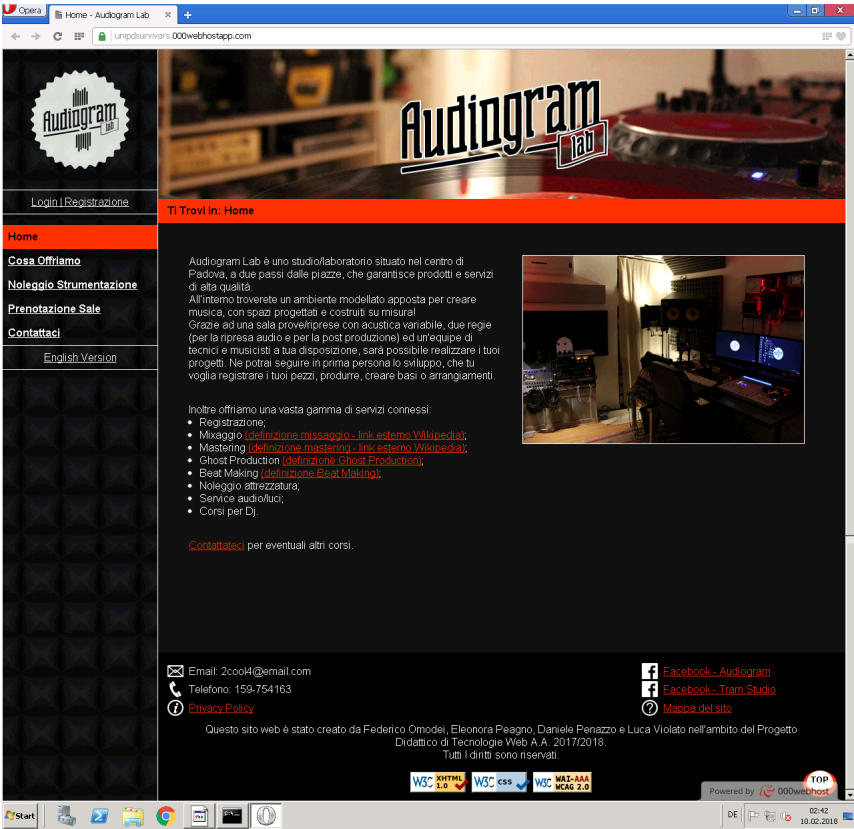 Opera
Home - Audiogram Lab
unipdsurvivors.000webhostapp.com
Audiogram
lab
Audiogram
lab
Login | Registrazione
Ti Trovi in: Home
Home
Cosa Offriamo
Noleggio Strumentazione
Prenotazione Sale
Contattaci
English Version
Audiogram Lab è uno studio/laboratorio situato nel centro di
Padova, a due passi dalle piazze, che garantisce prodotti e servizi
di alta qualità.
All'interno troverete un ambiente modellato apposta per creare
musica, con spazi progettati e costruiti su misura!
Grazie ad una sala prove/riprese con acustica variabile, due regie
(per la ripresa audio e per la post produzione) ed un'equipe di
tecnici e musicisti a tua disposizione, sarà possibile realizzare i tuoi
progetti. Ne potrai seguire in prima persona lo sviluppo, che tu
voglia registrare i tuoi pezzi, produrre, creare basi o arrangiamenti.
Inoltre offriamo una vasta gamma di servizi connessi:
Registrazione;
Mixaggio (definizione missaggio - link esterno Wikipedia);
Mastering (definizione mastering - link esterno Wikipedia);
Ghost Production (definizione Ghost Production);
Beat Making (definizione Beat Making);
Noleggio attrezzatura;
Service audio/luci;
Corsi per Dj.
Contattateci per eventuali altri corsi.
Email: 2cool4@email.com
Facebook - Audiogram
Telefono: 159-754163
Facebook - Tram Studio
Privacy Policy
Mappa del sito
Questo sito web è stato creato da Federico Omodei, Eleonora Peagno, Daniele Penazzo e Luca Violato nell'ambito del Progetto
Didattico di Tecnologie Web A.A. 2017/2018.
Tutti I diritti sono riservati.
W3C XHTML 1.0
W3C css
W3C WAI-AAA WCAG 2.0
TOP
Powered by 000webhost
Start
DE
02:42
10.02.2018